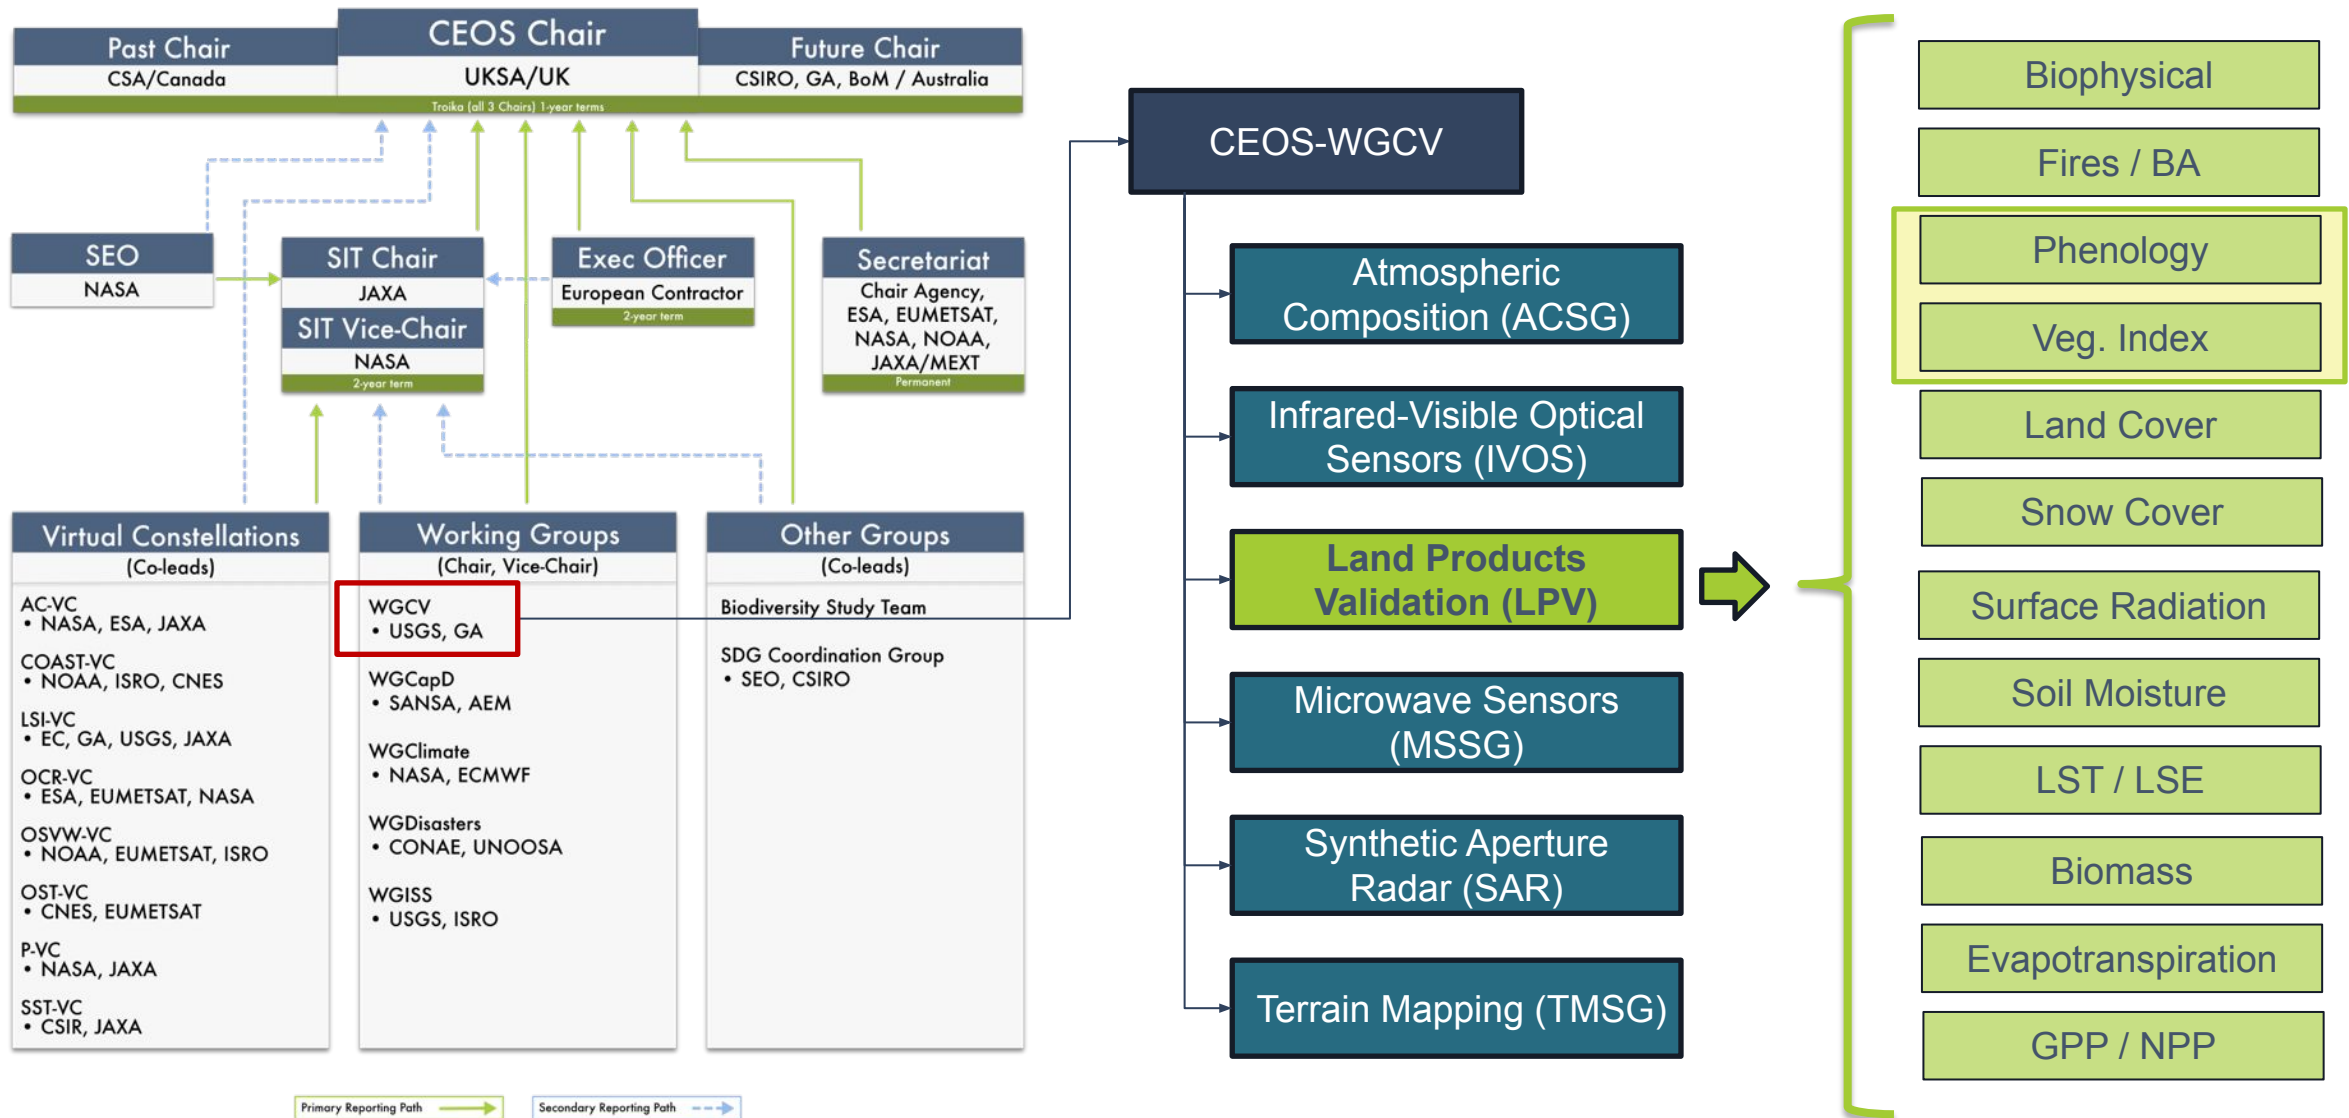 Past Chair
CSA/Canada
CEOS Chair
UKSA/UK
Future Chair
CSIRO, GA, BoM / Australia
Troika (all 3 Chairs) 1-year terms
SEO
NASA
SIT Chair
JAXA
SIT Vice-Chair
NASA
2-year term
Exec Officer
European Contractor
2-year term
Secretariat
Chair Agency,
ESA, EUMETSAT,
NASA, NOAA,
JAXA/MEXT
Permanent
Virtual Constellations
(Co-leads)
AC-VC
• NASA, ESA, JAXA
COAST-VC
• NOAA, ISRO, CNES
LSI-VC
• EC, GA, USGS, JAXA
OCR-VC
• ESA, EUMETSAT, NASA
OSVW-VC
• NOAA, EUMETSAT, ISRO
OST-VC
• CNES, EUMETSAT
P-VC
• NASA, JAXA
SST-VC
• CSIR, JAXA
Working Groups
(Chair, Vice-Chair)
WGCV
• USGS, GA
WGCapD
• SANSA, AEM
WGClimate
• NASA, ECMWF
WGDisasters
• CONAE, UNOOSA
WGISS
• USGS, ISRO
Other Groups
(Co-leads)
Biodiversity Study Team
SDG Coordination Group
• SEO, CSIRO
Primary Reporting Path
Secondary Reporting Path
CEOS-WGCV
Atmospheric
Composition (ACSG)
Infrared-Visible Optical
Sensors (IVOS)
Land Products
Validation (LPV)
Microwave Sensors
(MSSG)
Synthetic Aperture
Radar (SAR)
Terrain Mapping (TMSG)
Biophysical
Fires / BA
Phenology
Veg. Index
Land Cover
Snow Cover
Surface Radiation
Soil Moisture
LST / LSE
Biomass
Evapotranspiration
GPP / NPP